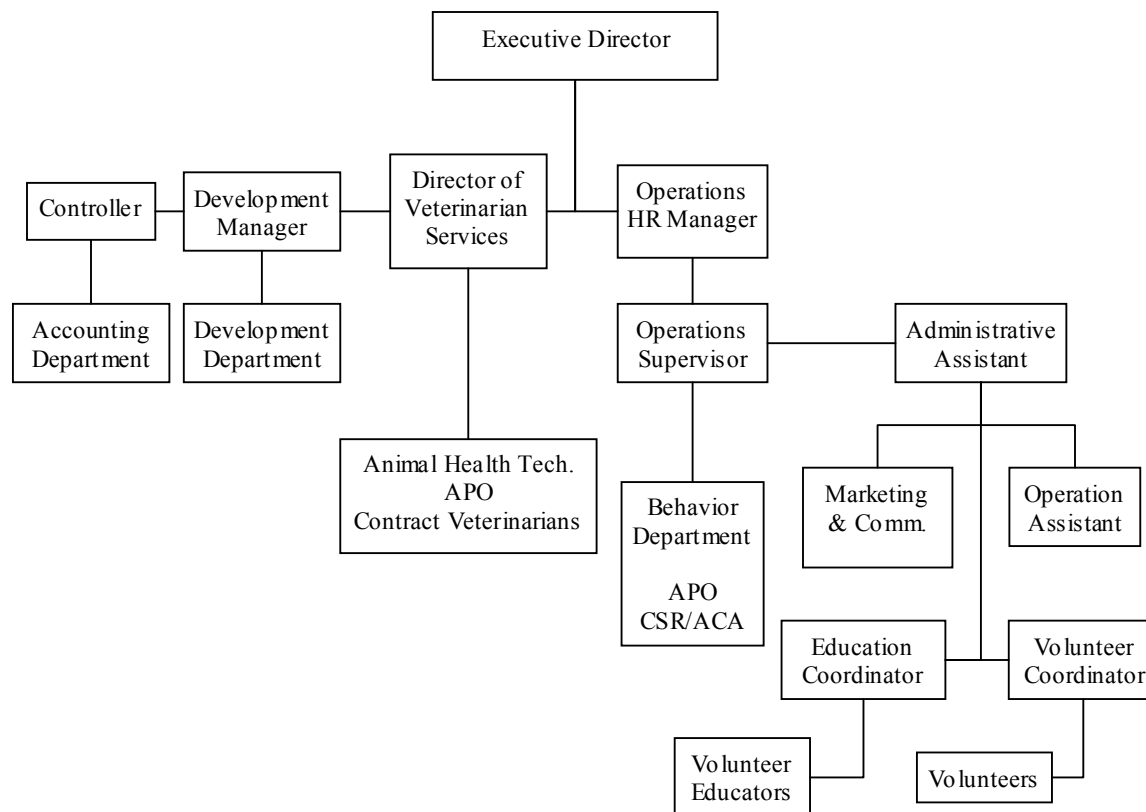 Executive Director
Controller
Development
Manager
Director of
Veterinarian
Services
Operations
HR Manager
Accounting
Department
Development
Department
Operations
Supervisor
Administrative
Assistant
Animal Health Tech.
APO
Contract Veterinarians
Behavior
Department
APO
CSR/ACA
Marketing
& Comm.
Operation
Assistant
Education
Coordinator
Volunteer
Coordinator
Volunteer
Educators
Volunteers